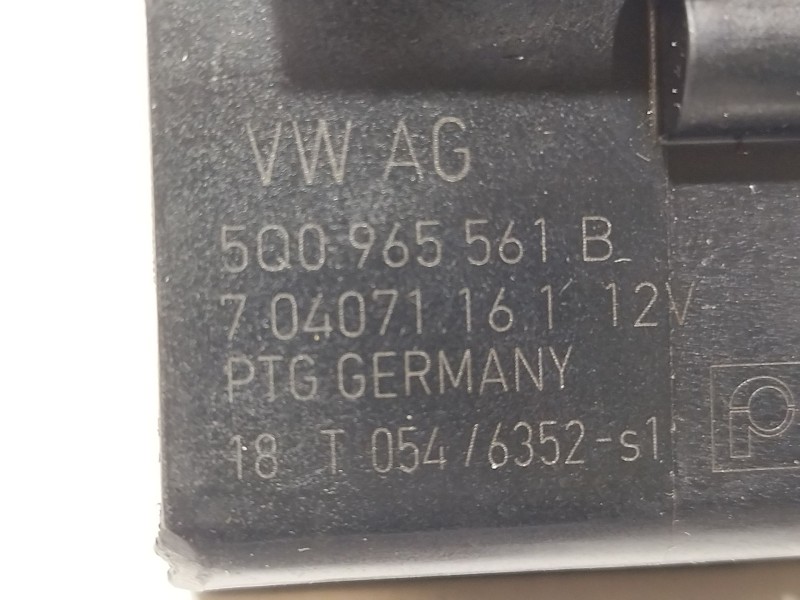 VW AG
5Q0 965 561 B
7 04071 16 1 12V
PTG GERMANY
18 T 054 /6352-s1